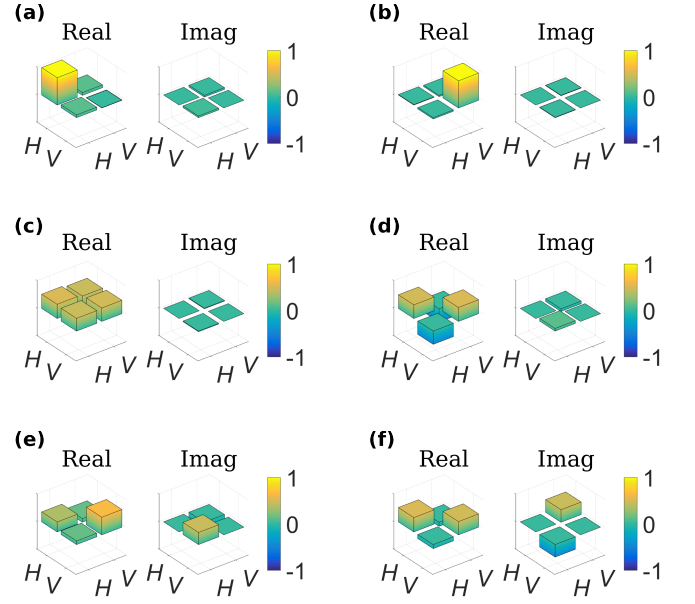 (a)
Real Imag
1
0
-1
H V H V H V H V
(b)
Real Imag
1
0
-1
H V H V H V H V
(c)
Real Imag
1
0
-1
H V H V H V H V
(d)
Real Imag
1
0
-1
H V H V H V H V
(e)
Real Imag
1
0
-1
H V H V H V H V
(f)
Real Imag
1
0
-1
H V H V H V H V